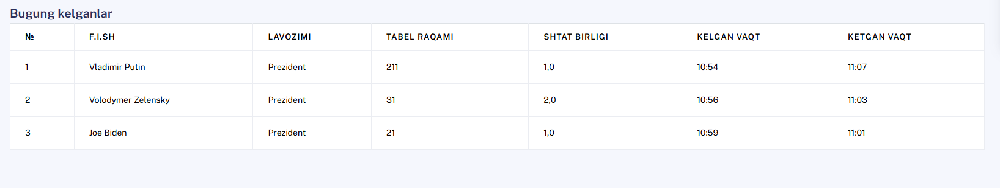 Bugung kelganlar
№ F.I.SH LAVOZIMI TABEL RAQAMI SHTAT BIRLIGI KELGAN VAQT KETGAN VAQT
1 Vladimir Putin Prezident 211 1,0 10:54 11:07
2 Volodymer Zelensky Prezident 31 2,0 10:56 11:03
3 Joe Biden Prezident 21 1,0 10:59 11:01